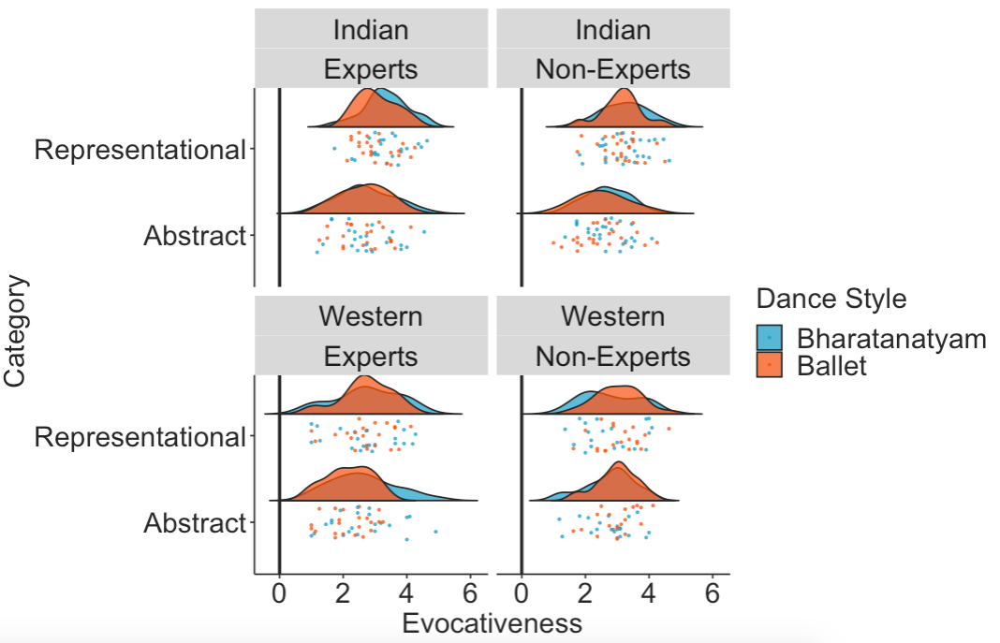 Indian
Experts
Indian
Non-Experts
Representational
Abstract
Western
Experts
Western
Non-Experts
Representational
Abstract
Category
0 2 4 6
0 2 4 6
Evocativeness
Dance Style
Bharatanatyam
Ballet